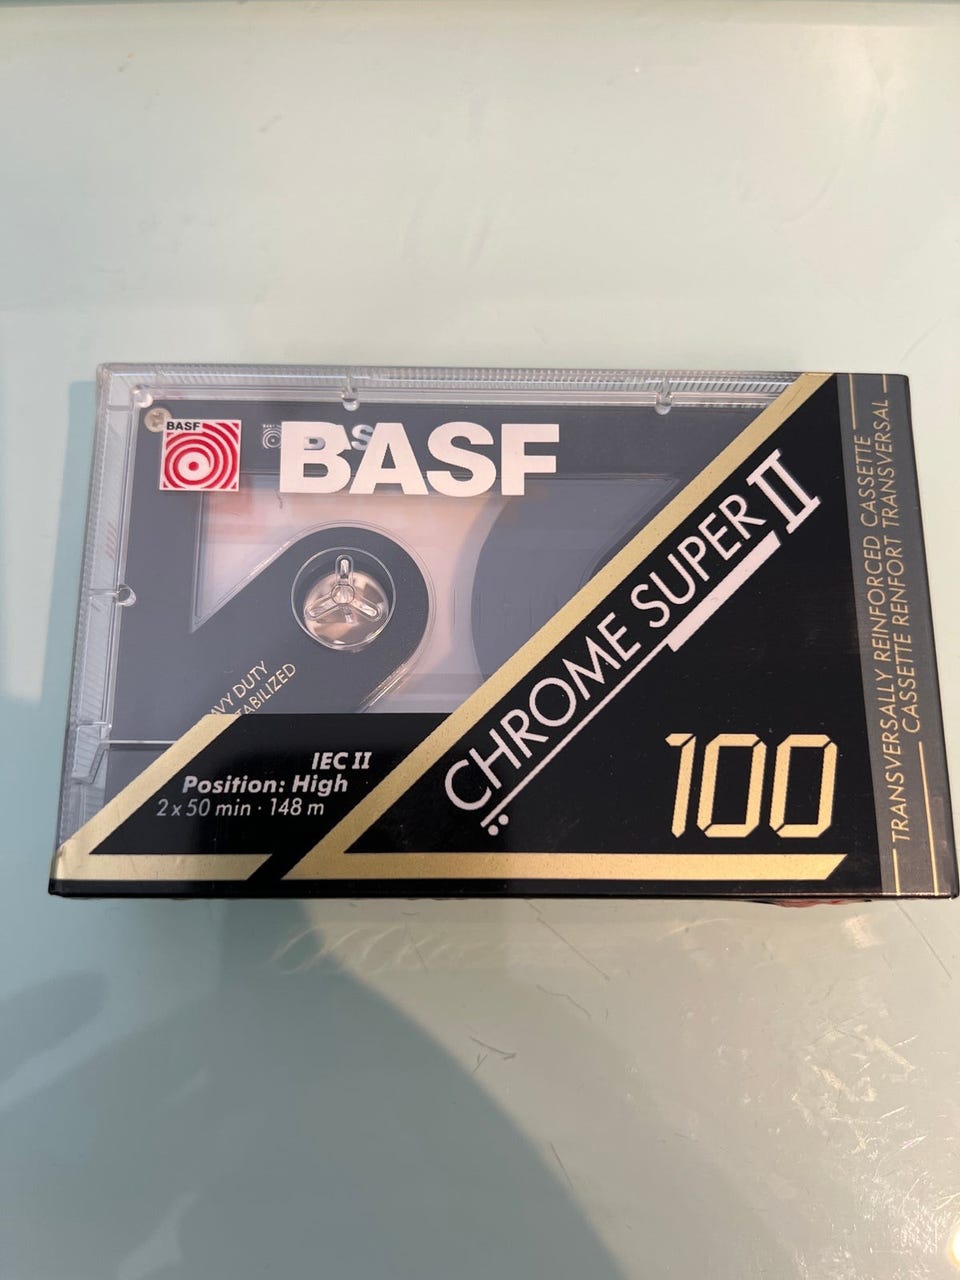 BASF
BASF
CHROME SUPER II
100
DUTY
IEC II
Position: High
2 x 50 min · 148 m
TRANSVERSALLY REINFORCED CASSETTE
CASSETTE RENFORT TRANSVERSAL